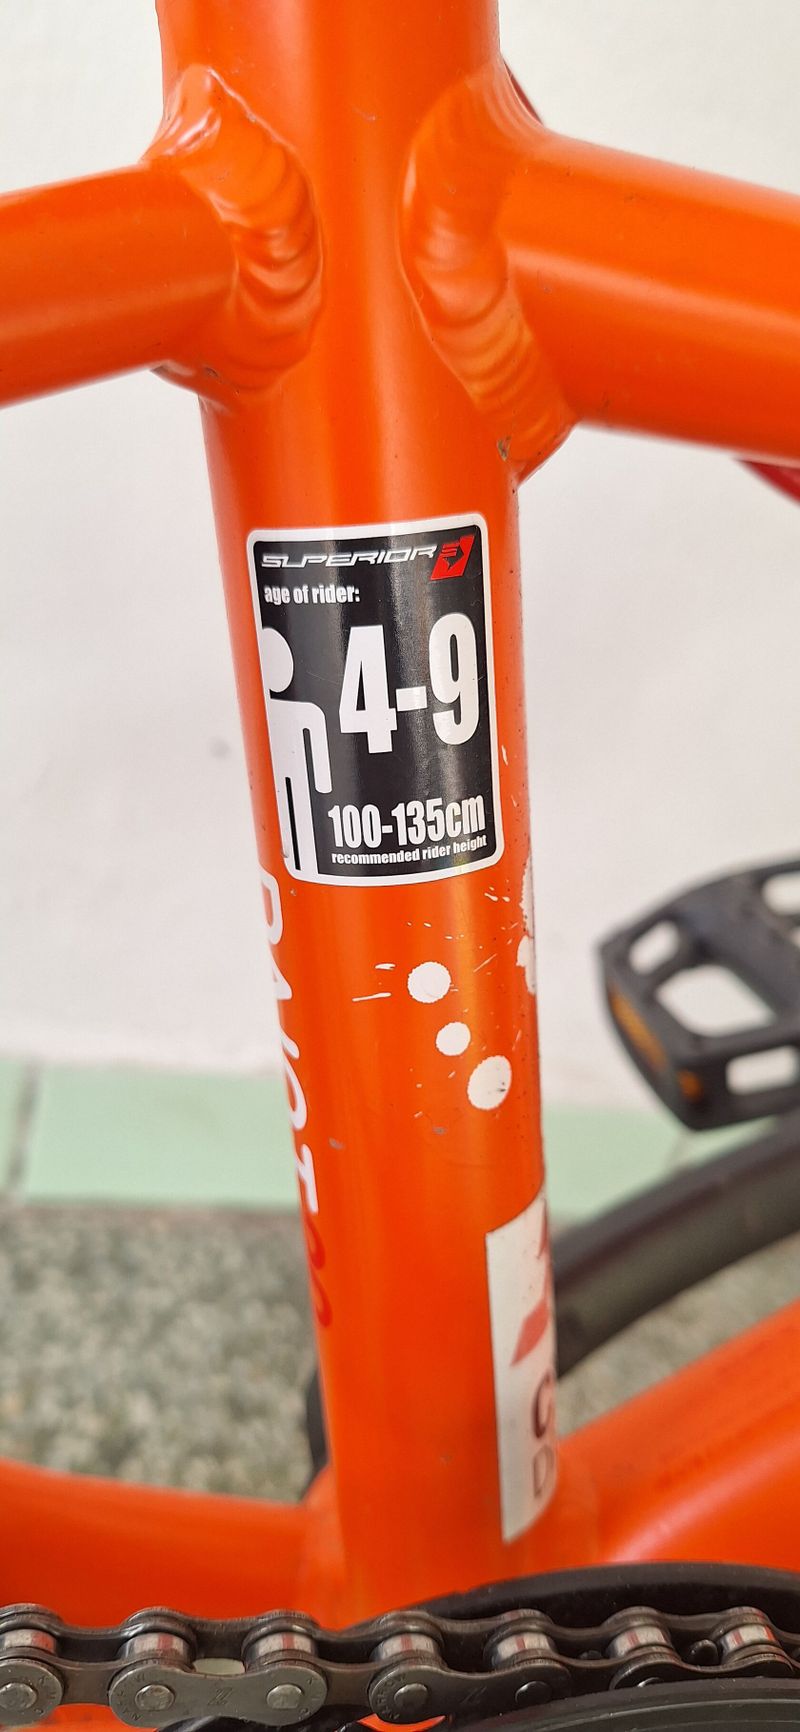 SUPERIOR
age of rider:
4-9
100-135cm
recommended rider height
C
D